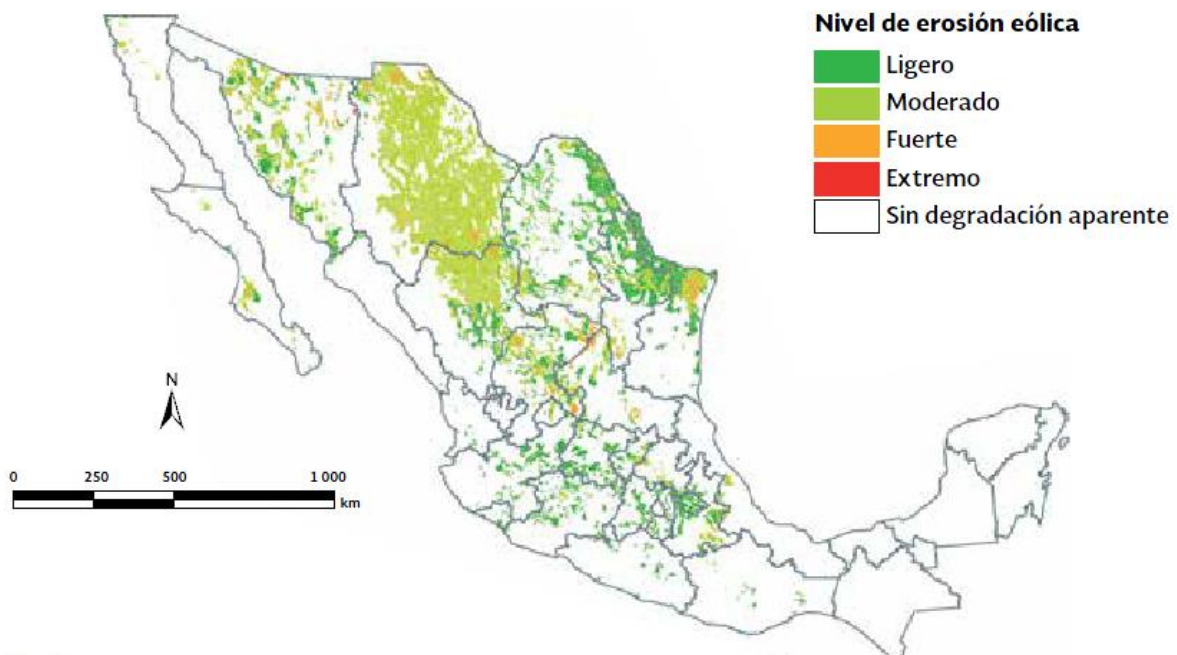 Nivel de erosión eólica
Ligero
Moderado
Fuerte
Extremo
Sin degradación aparente
N
0 250 500 1 000
km